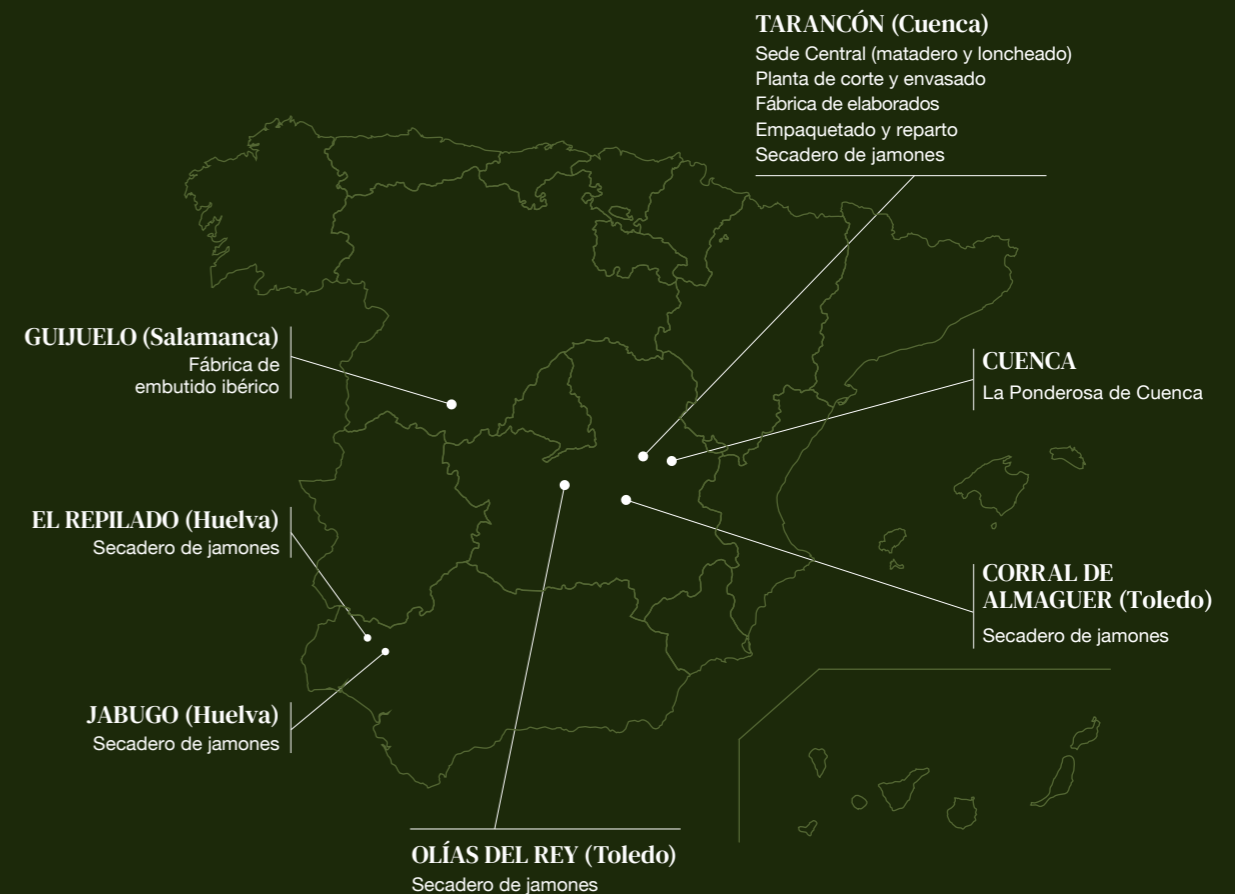 TARANCÓN (Cuenca)
Sede Central (matadero y loncheado)
Planta de corte y envasado
Fábrica de elaborados
Empaquetado y reparto
Secadero de jamones
GUIJUELO (Salamanca)
Fábrica de
embutido ibérico
CUENCA
La Ponderosa de Cuenca
EL REPILADO (Huelva)
Secadero de jamones
CORRAL DE
ALMAGUER (Toledo)
Secadero de jamones
JABUGO (Huelva)
Secadero de jamones
OLÍAS DEL REY (Toledo)
Secadero de jamones